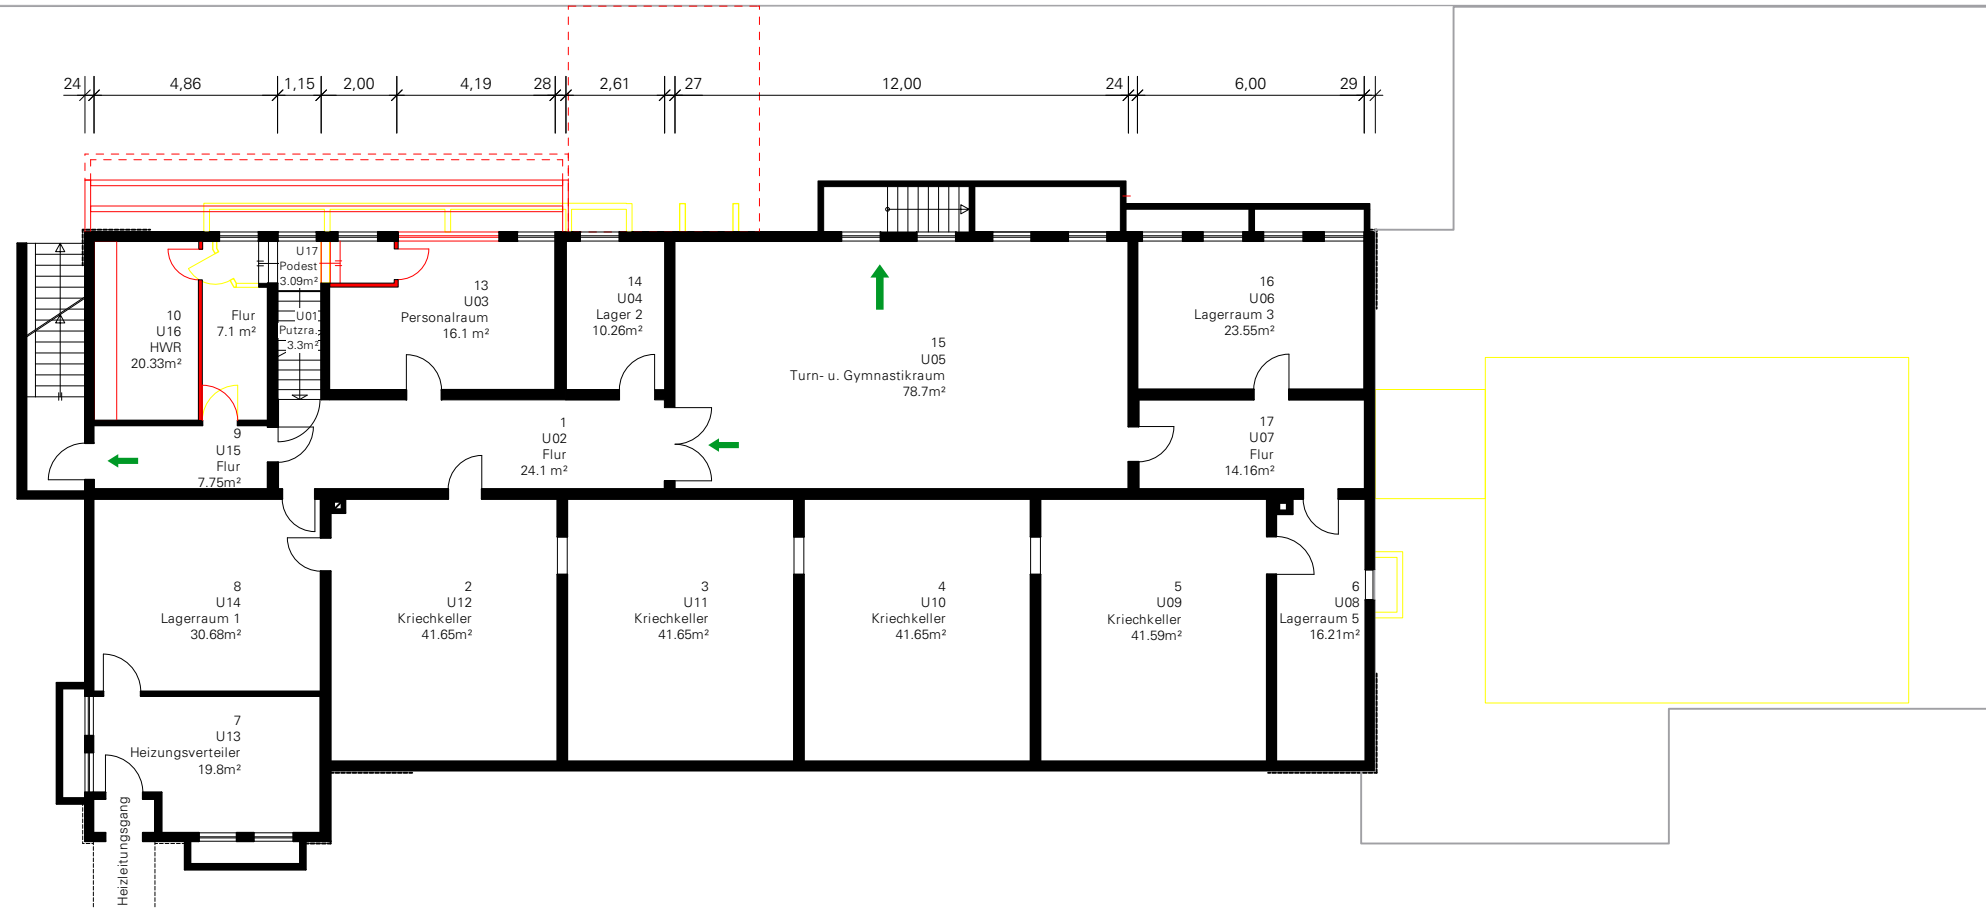 24 4,86 1,15 2,00 4,19 28 2,61 27 12,00 24 6,00 29
U17
Podest
3.09m²
10
U16
HWR
20.33m²
Flur
7.1 m²
U01
Putzra.
3.3m²
13
U03
Personalraum
16.1 m²
14
U04
Lager 2
10.26m²
15
U05
Turn- u. Gymnastikraum
78.7m²
16
U06
Lagerraum 3
23.55m²
9
U15
Flur
7.75m²
1
U02
Flur
24.1 m²
17
U07
Flur
14.16m²
8
U14
Lagerraum 1
30.68m²
2
U12
Kriechkeller
41.65m²
3
U11
Kriechkeller
41.65m²
4
U10
Kriechkeller
41.65m²
5
U09
Kriechkeller
41.59m²
6
U08
Lagerraum 5
16.21m²
7
U13
Heizungsverteiler
19.8m²
Heizleitungsgang